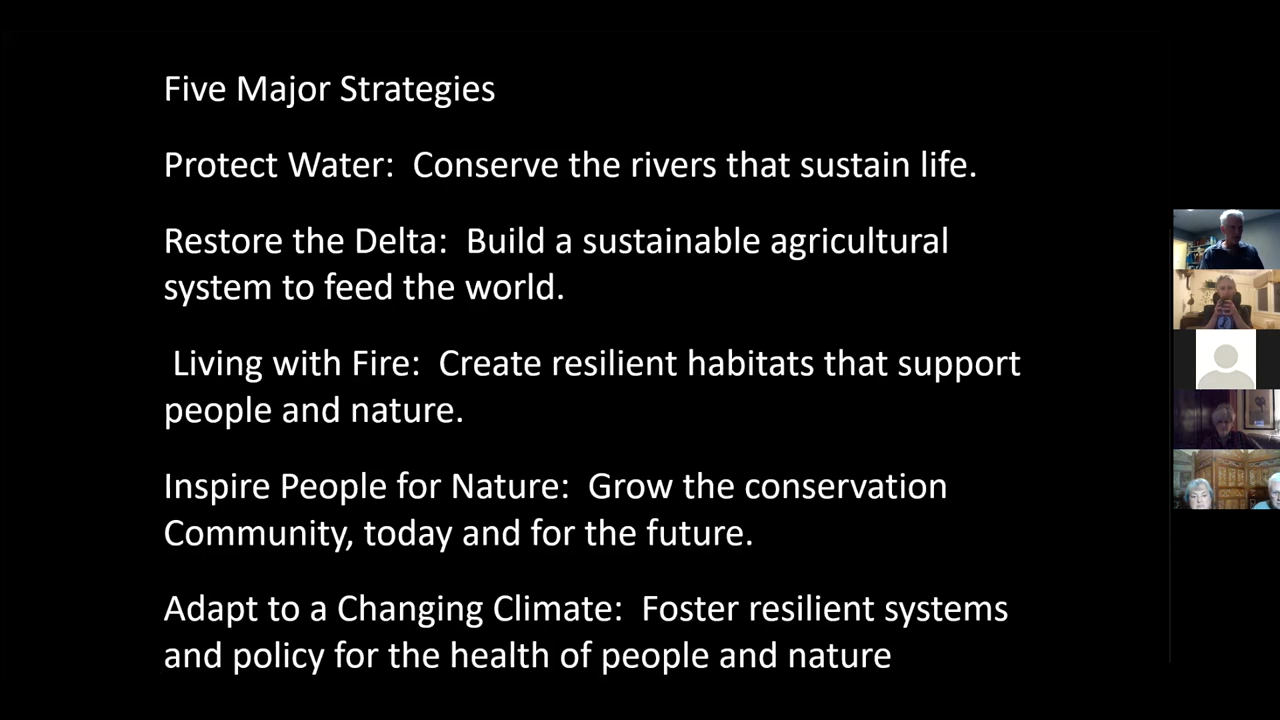 Five Major Strategies
Protect Water:  Conserve the rivers that sustain life.
Restore the Delta:  Build a sustainable agricultural
system to feed the world.
Living with Fire:  Create resilient habitats that support
people and nature.
Inspire People for Nature:  Grow the conservation
Community, today and for the future.
Adapt to a Changing Climate:  Foster resilient systems
and policy for the health of people and nature